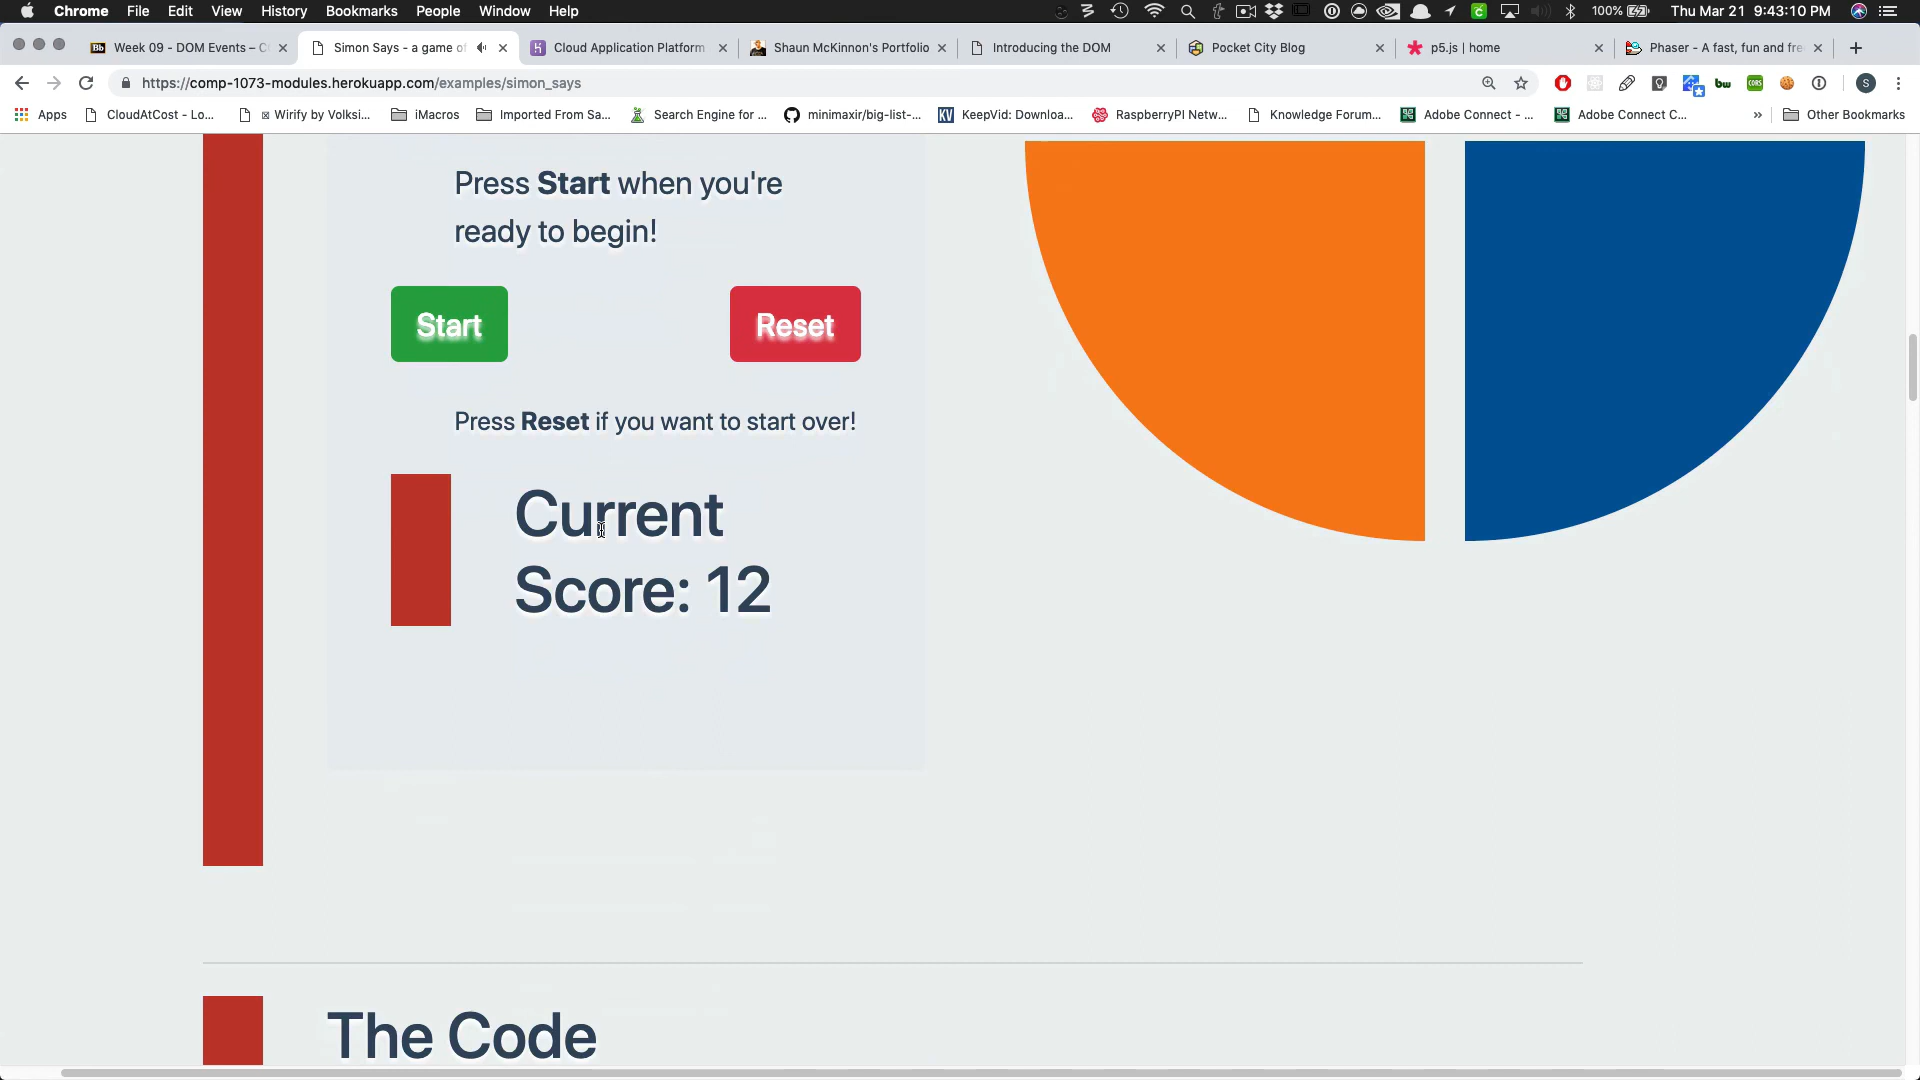 Chrome File Edit View History Bookmarks People Window Help 100% Thu Mar 21 9:43:10 PM
Week 09 - DOM Events – C
Simon Says - a game of
Cloud Application Platform
Shaun McKinnon's Portfolio
Introducing the DOM
Pocket City Blog
p5.js | home
Phaser - A fast, fun and fre
https://comp-1073-modules.herokuapp.com/examples/simon_says
Apps CloudAtCost - Lo... Wirify by Volksi... iMacros Imported From Sa... Search Engine for ... minimaxir/big-list-... KeepVid: Downloa... RaspberryPI Netw... Knowledge Forum... Adobe Connect - ... Adobe Connect C... » Other Bookmarks
Press Start when you're
ready to begin!
Start
Reset
Press Reset if you want to start over!
Current
Score: 12
The Code